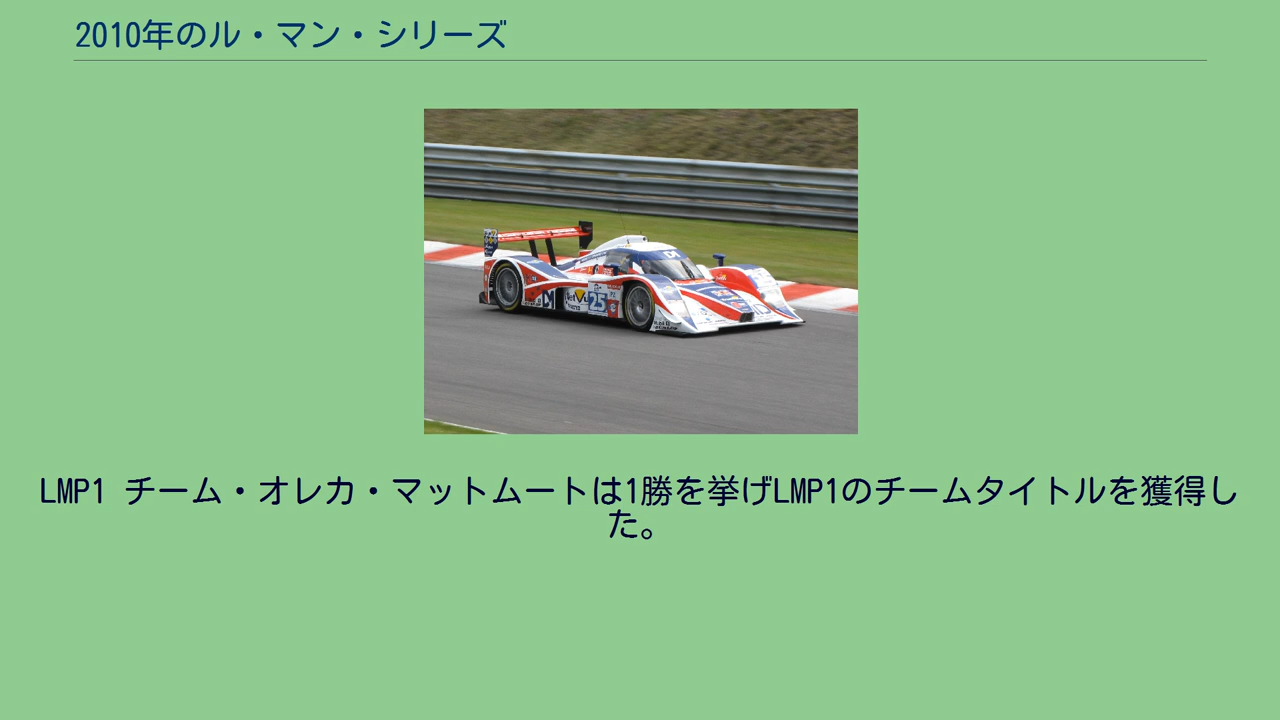 2010年のル・マン・シリーズ
25
LMP1 チーム・オレカ・マットムートは1勝を挙げLMP1のチームタイトルを獲得し
た。